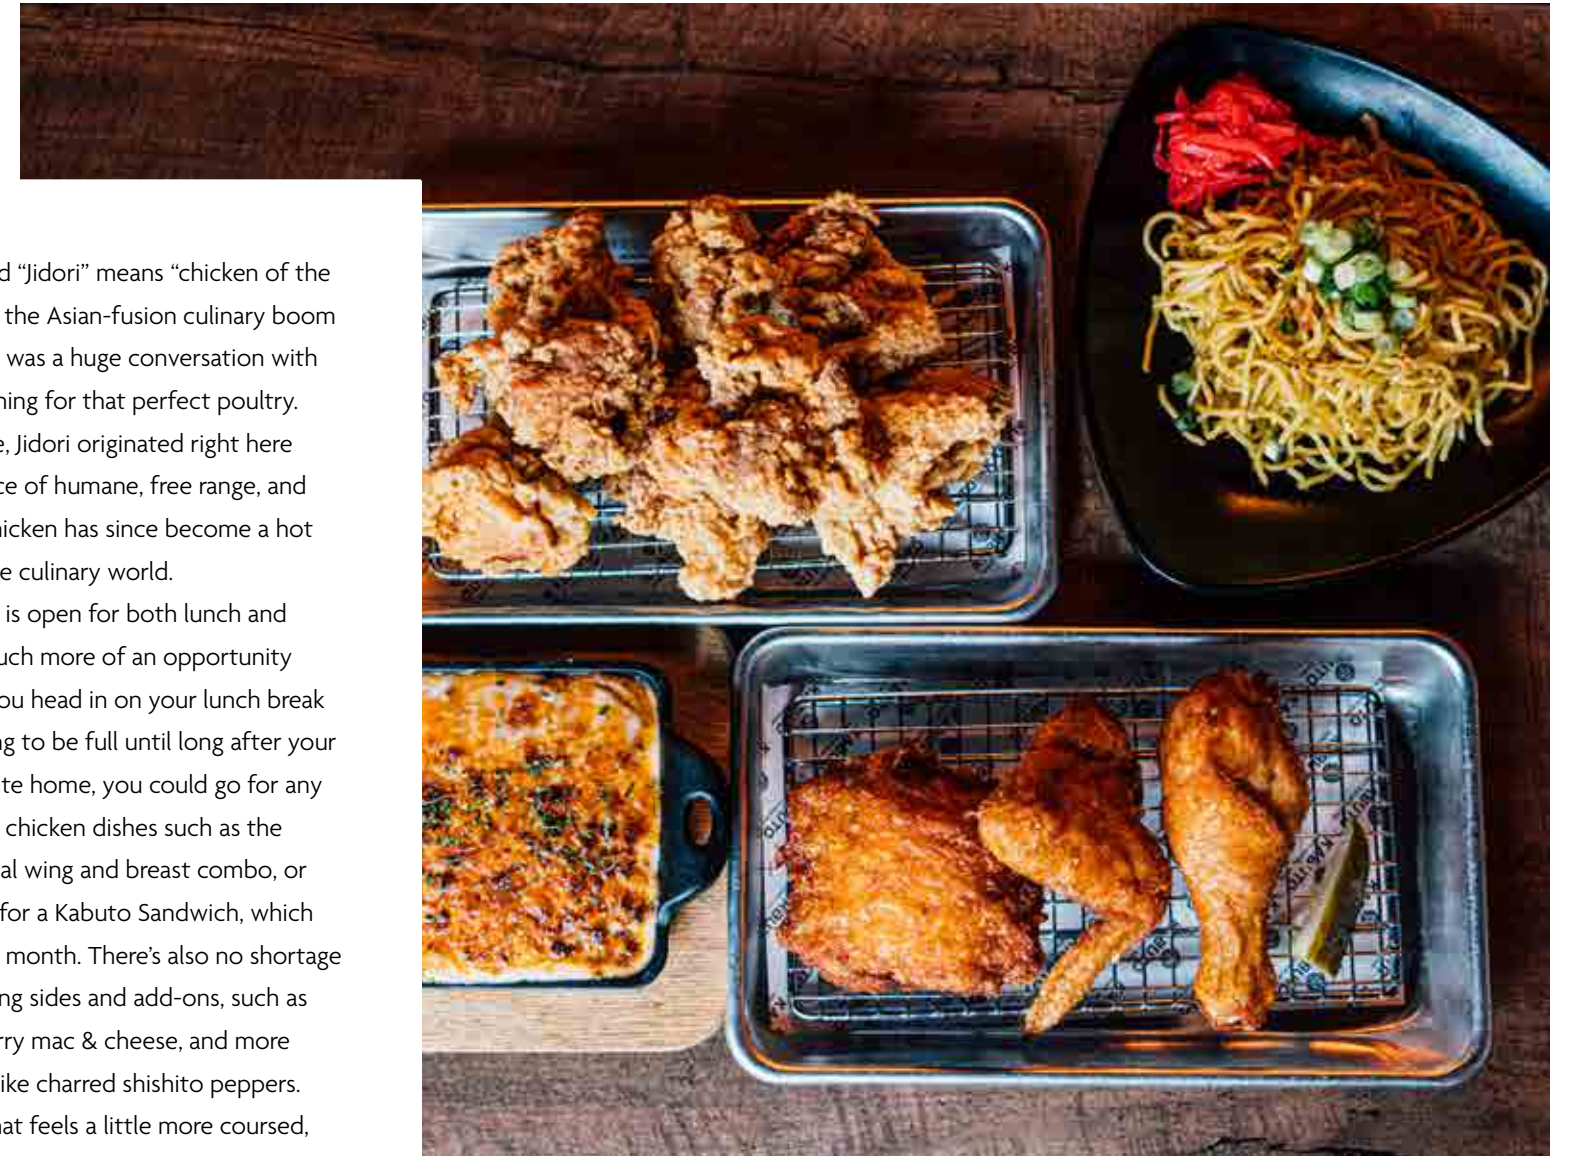 d “Jidori” means “chicken of the
the Asian-fusion culinary boom
was a huge conversation with
ning for that perfect poultry.
e, Jidori originated right here
ce of humane, free range, and
hicken has since become a hot
e culinary world.
is open for both lunch and
uch more of an opportunity
ou head in on your lunch break
ng to be full until long after your
te home, you could go for any
chicken dishes such as the
al wing and breast combo, or
for a Kabuto Sandwich, which
month. There’s also no shortage
ng sides and add-ons, such as
rry mac & cheese, and more
ike charred shishito peppers.
hat feels a little more coursed,